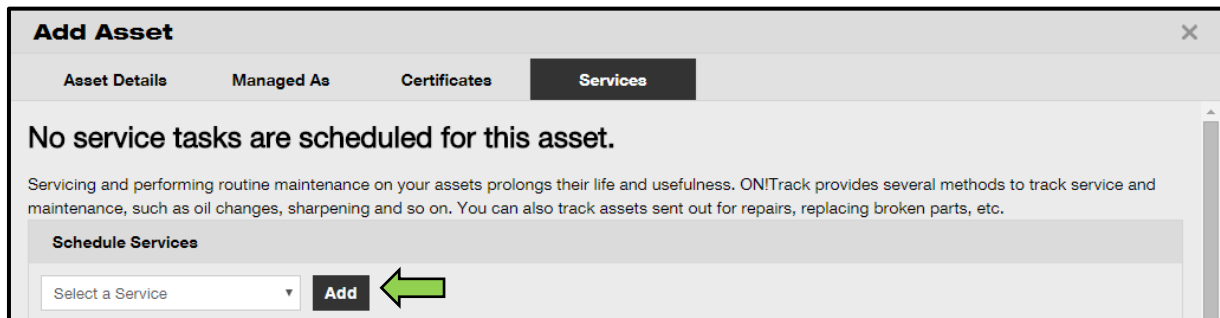 Add Asset
Asset Details Managed As Certificates Services
No service tasks are scheduled for this asset.
Servicing and performing routine maintenance on your assets prolongs their life and usefulness. ON!Track provides several methods to track service and
maintenance, such as oil changes, sharpening and so on. You can also track assets sent out for repairs, replacing broken parts, etc.
Schedule Services
Select a Service Add